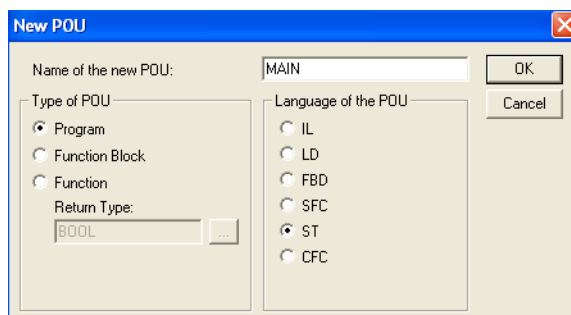 New POU
Name of the new POU: MAIN OK
Cancel
Type of POU
Program
Function Block
Function
Return Type:
BOOL ...
Language of the POU
IL
LD
FBD
SFC
ST
CFC